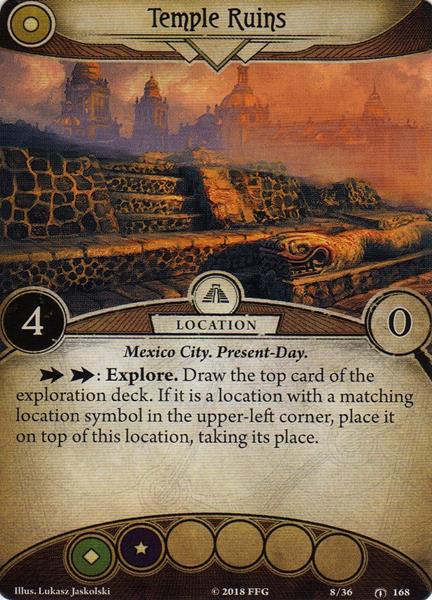 Temple Ruins
4
LOCATION
0
Mexico City. Present-Day.
: Explore. Draw the top card of the
exploration deck. If it is a location with a matching
location symbol in the upper-left corner, place it
on top of this location, taking its place.
Illus. Lukasz Jaskolski
© 2018 FFG
8/36
168